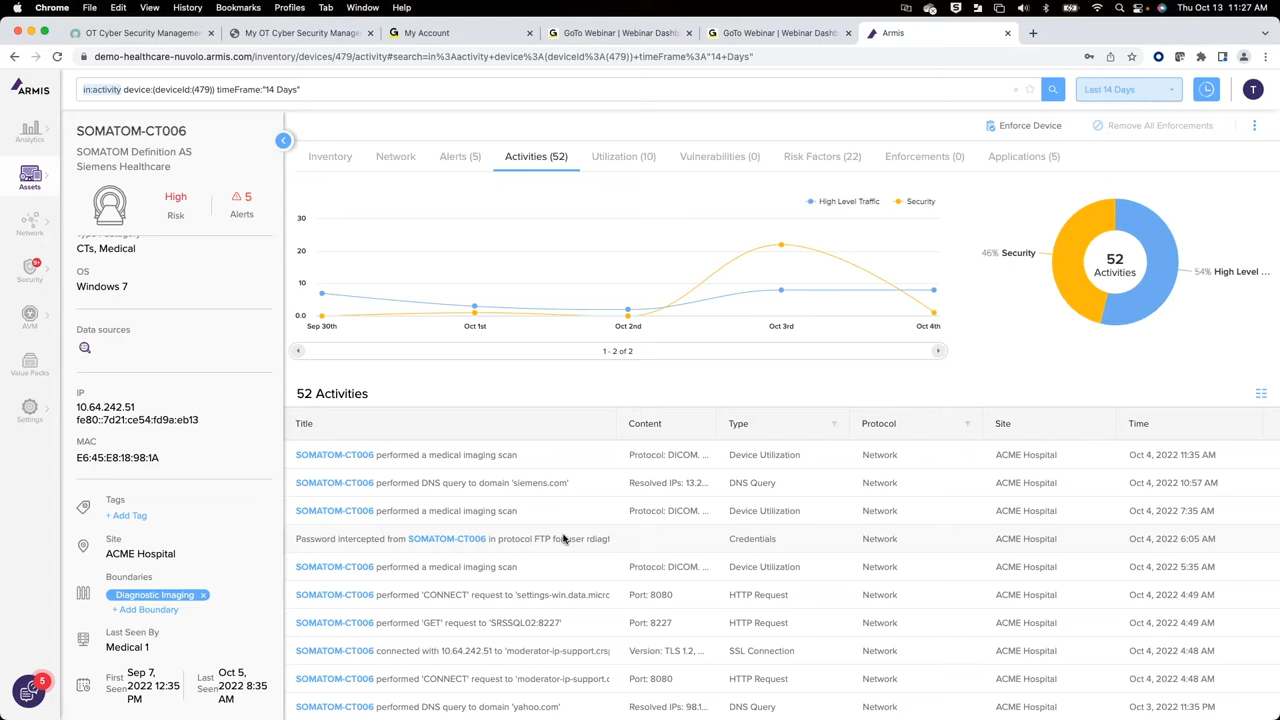 Chrome File Edit View History Bookmarks Profiles Tab Window Help
Thu Oct 13 11:27 AM
OT Cyber Security Managemer
My OT Cyber Security Managem
My Account
GoTo Webinar | Webinar Dashb
GoTo Webinar | Webinar Dashb
Armis
demo-healthcare-nuvolo.armis.com/inventory/devices/479/activity#search=in%3Aactivity+device%3A(deviceId%3A(479))+timeFrame%3A"14+Days"
ARMIS
in:activity device:(deviceId:(479)) timeFrame:"14 Days"
Last 14 Days
T
Analytics
Assets
Network
9+
Security
AVM
Value Packs
Settings
5
SOMATOM-CT006
SOMATOM Definition AS
Siemens Healthcare
High
Risk
5
Alerts
CTs, Medical
OS
Windows 7
Data sources
IP
10.64.242.51
fe80::7d21:ce54:fd9a:eb13
MAC
E6:45:E8:18:98:1A
Tags
+ Add Tag
Site
ACME Hospital
Boundaries
Diagnostic Imaging ×
+ Add Boundary
Last Seen By
Medical 1
First Seen
Sep 7, 2022 12:35 PM
Last Seen
Oct 5, 2022 8:35 AM
Enforce Device
Remove All Enforcements
Inventory Network Alerts (5) Activities (52) Utilization (10) Vulnerabilities (0) Risk Factors (22) Enforcements (0) Applications (5)
High Level Traffic Security
30
20
10
0.0
Sep 30th Oct 1st Oct 2nd Oct 3rd Oct 4th
1 - 2 of 2
46% Security
52
Activities
54% High Level ...
52 Activities
Title Content Type Protocol Site Time
SOMATOM-CT006 performed a medical imaging scan Protocol: DICOM. ... Device Utilization Network ACME Hospital Oct 4, 2022 11:35 AM
SOMATOM-CT006 performed DNS query to domain 'siemens.com' Resolved IPs: 13.2... DNS Query Network ACME Hospital Oct 4, 2022 10:57 AM
SOMATOM-CT006 performed a medical imaging scan Protocol: DICOM. ... Device Utilization Network ACME Hospital Oct 4, 2022 7:35 AM
Password intercepted from SOMATOM-CT006 in protocol FTP for user rdiagf Credentials Network ACME Hospital Oct 4, 2022 6:05 AM
SOMATOM-CT006 performed a medical imaging scan Protocol: DICOM. ... Device Utilization Network ACME Hospital Oct 4, 2022 5:35 AM
SOMATOM-CT006 performed 'CONNECT' request to 'settings-win.data.micrc Port: 8080 HTTP Request Network ACME Hospital Oct 4, 2022 4:49 AM
SOMATOM-CT006 performed 'GET' request to 'SRSSQL02:8227' Port: 8227 HTTP Request Network ACME Hospital Oct 4, 2022 4:49 AM
SOMATOM-CT006 connected with 10.64.242.51 to 'moderator-ip-support.crsp Version: TLS 1.2, ... SSL Connection Network ACME Hospital Oct 4, 2022 4:48 AM
SOMATOM-CT006 performed 'CONNECT' request to 'moderator-ip-support.c Port: 8080 HTTP Request Network ACME Hospital Oct 4, 2022 4:48 AM
SOMATOM-CT006 performed DNS query to domain 'yahoo.com' Resolved IPs: 98.1... DNS Query Network ACME Hospital Oct 3, 2022 11:35 PM